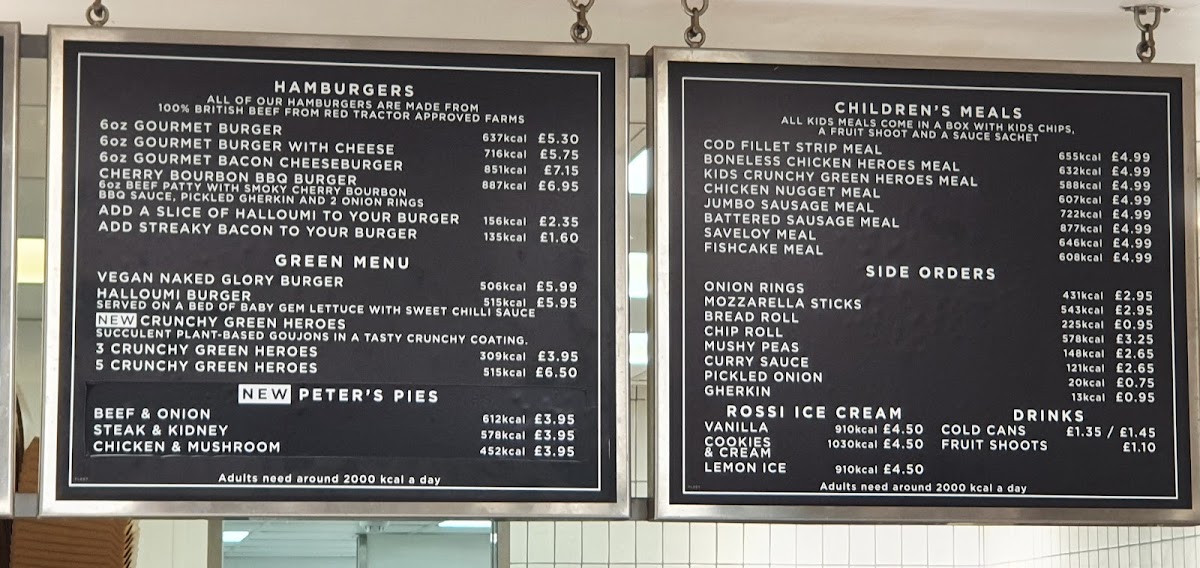 HAMBURGERS
ALL OF OUR HAMBURGERS ARE MADE FROM
100% BRITISH BEEF FROM RED TRACTOR APPROVED FARMS
6oz GOURMET BURGER 637kcal £5.30
6oz GOURMET BURGER WITH CHEESE 716kcal £5.75
6oz GOURMET BACON CHEESEBURGER 851kcal £7.15
CHERRY BOURBON BBQ BURGER 887kcal £6.95
6oz BEEF PATTY WITH SMOKY CHERRY BOURBON
BBQ SAUCE, PICKLED GHERKIN AND 2 ONION RINGS
ADD A SLICE OF HALLOUMI TO YOUR BURGER 156kcal £2.35
ADD STREAKY BACON TO YOUR BURGER 135kcal £1.60
GREEN MENU
VEGAN NAKED GLORY BURGER 506kcal £5.99
HALLOUMI BURGER 515kcal £5.95
SERVED ON A BED OF BABY GEM LETTUCE WITH SWEET CHILLI SAUCE
NEW CRUNCHY GREEN HEROES
SUCCULENT PLANT-BASED GOUJONS IN A TASTY CRUNCHY COATING.
3 CRUNCHY GREEN HEROES 309kcal £3.95
5 CRUNCHY GREEN HEROES 515kcal £6.50
NEW PETER'S PIES
BEEF & ONION 612kcal £3.95
STEAK & KIDNEY 578kcal £3.95
CHICKEN & MUSHROOM 452kcal £3.95
Adults need around 2000 kcal a day
CHILDREN'S MEALS
ALL KIDS MEALS COME IN A BOX WITH KIDS CHIPS,
A FRUIT SHOOT AND A SAUCE SACHET
COD FILLET STRIP MEAL 655kcal £4.99
BONELESS CHICKEN HEROES MEAL 632kcal £4.99
KIDS CRUNCHY GREEN HEROES MEAL 588kcal £4.99
CHICKEN NUGGET MEAL 607kcal £4.99
JUMBO SAUSAGE MEAL 722kcal £4.99
BATTERED SAUSAGE MEAL 877kcal £4.99
SAVELOY MEAL 646kcal £4.99
FISHCAKE MEAL 608kcal £4.99
SIDE ORDERS
ONION RINGS 431kcal £2.95
MOZZARELLA STICKS 543kcal £2.95
BREAD ROLL 225kcal £0.95
CHIP ROLL 578kcal £3.25
MUSHY PEAS 148kcal £2.65
CURRY SAUCE 121kcal £2.65
PICKLED ONION 20kcal £0.75
GHERKIN 13kcal £0.95
ROSSI ICE CREAM
VANILLA 910kcal £4.50
COOKIES 1030kcal £4.50
& CREAM
LEMON ICE 910kcal £4.50
DRINKS
COLD CANS £1.35 / £1.45
FRUIT SHOOTS £1.10
Adults need around 2000 kcal a day